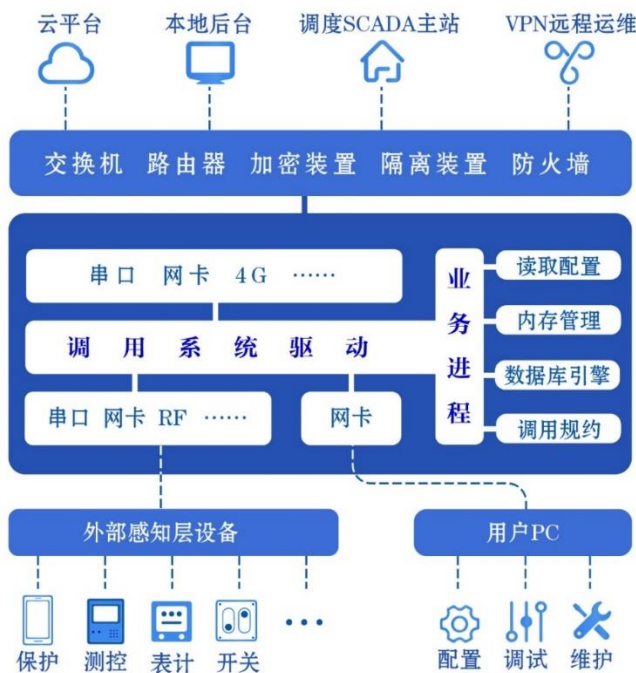 云平台 本地后台 调度SCADA主站 VPN远程运维
交换机 路由器 加密装置 隔离装置 防火墙
串口 网卡 4G ……
调用系统驱动
串口 网卡 RF ……
网卡
业务进程
读取配置
内存管理
数据库引擎
调用规约
外部感知层设备
用户PC
保护 测控 表计 开关
配置 调试 维护